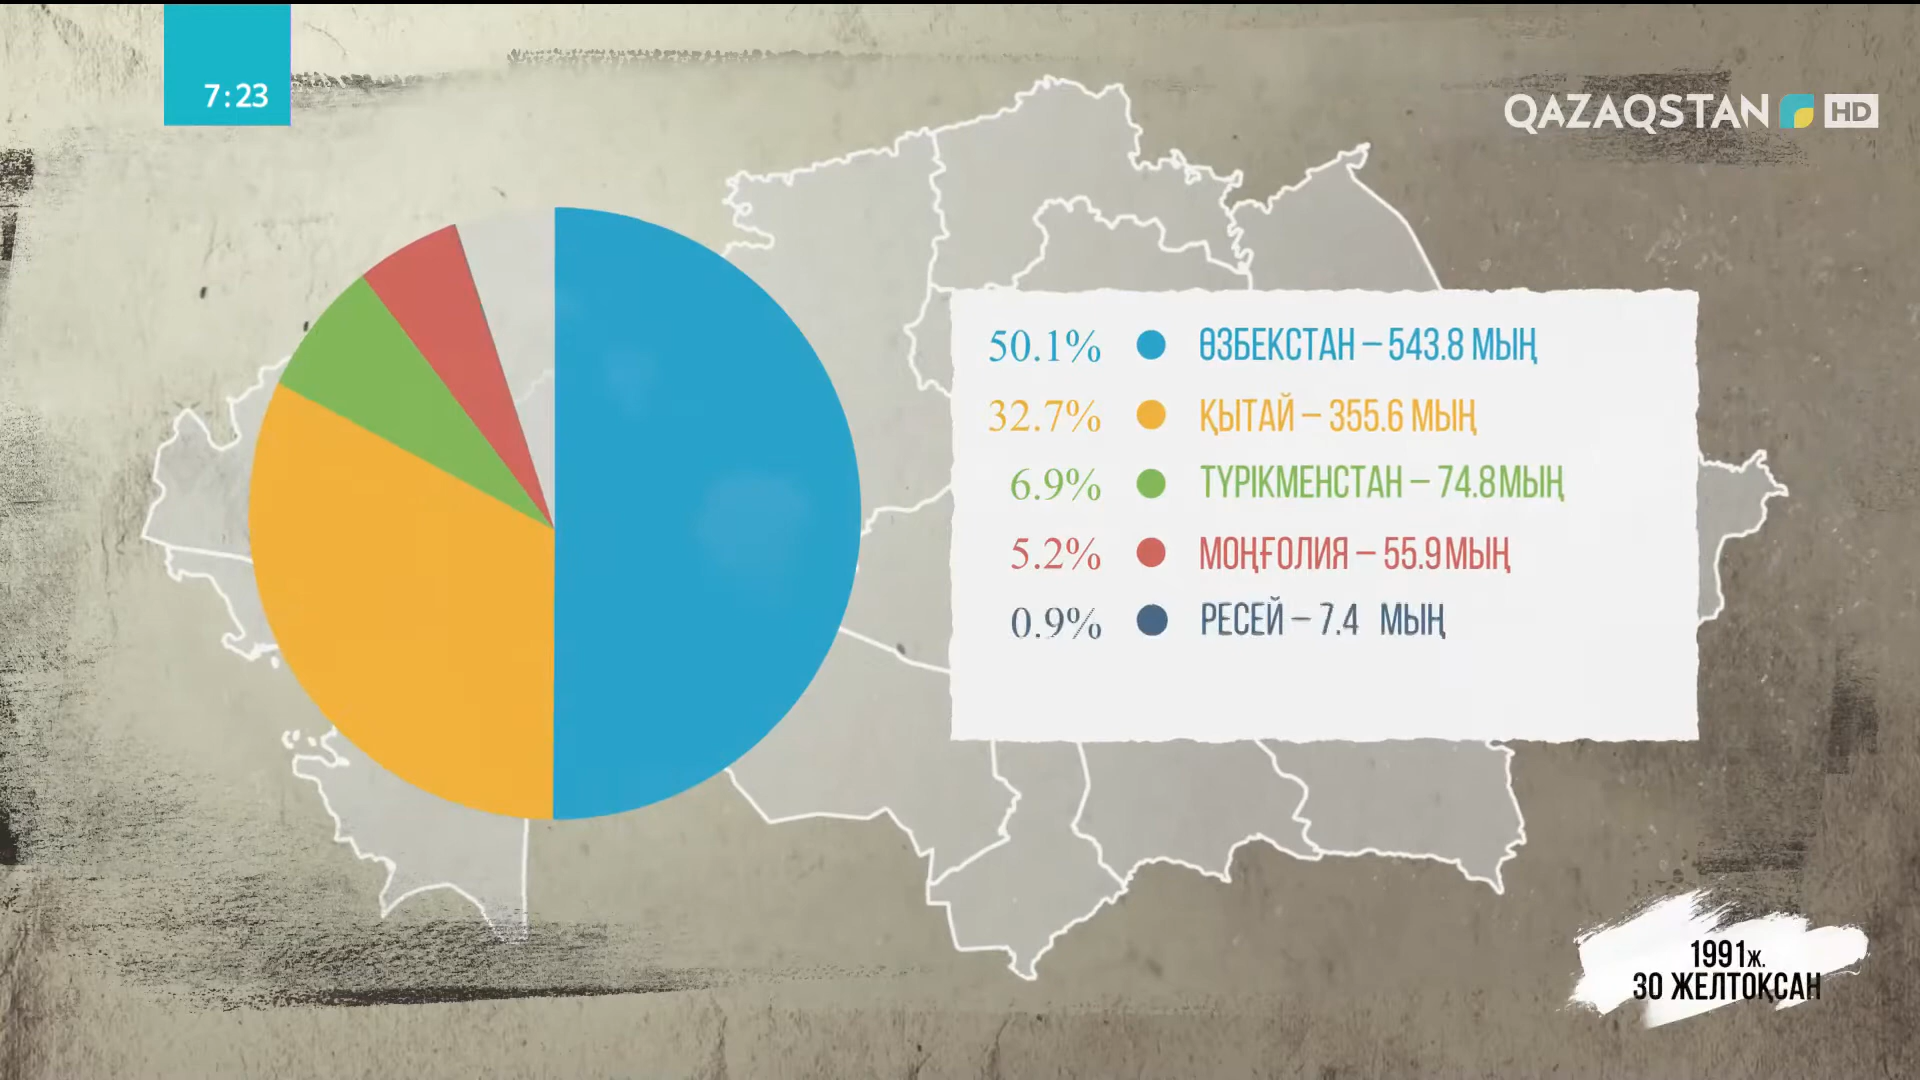 7:23
QAZAQSTAN HD
50.1% ӨЗБЕКСТАН – 543.8 МЫҢ
32.7% ҚЫТАЙ – 355.6 МЫҢ
6.9% ТҮРІКМЕНСТАН – 74.8 МЫҢ
5.2% МОҢҒОЛИЯ – 55.9 МЫҢ
0.9% РЕСЕЙ – 7.4 МЫҢ
1991ж.
30 ЖЕЛТОҚСАН